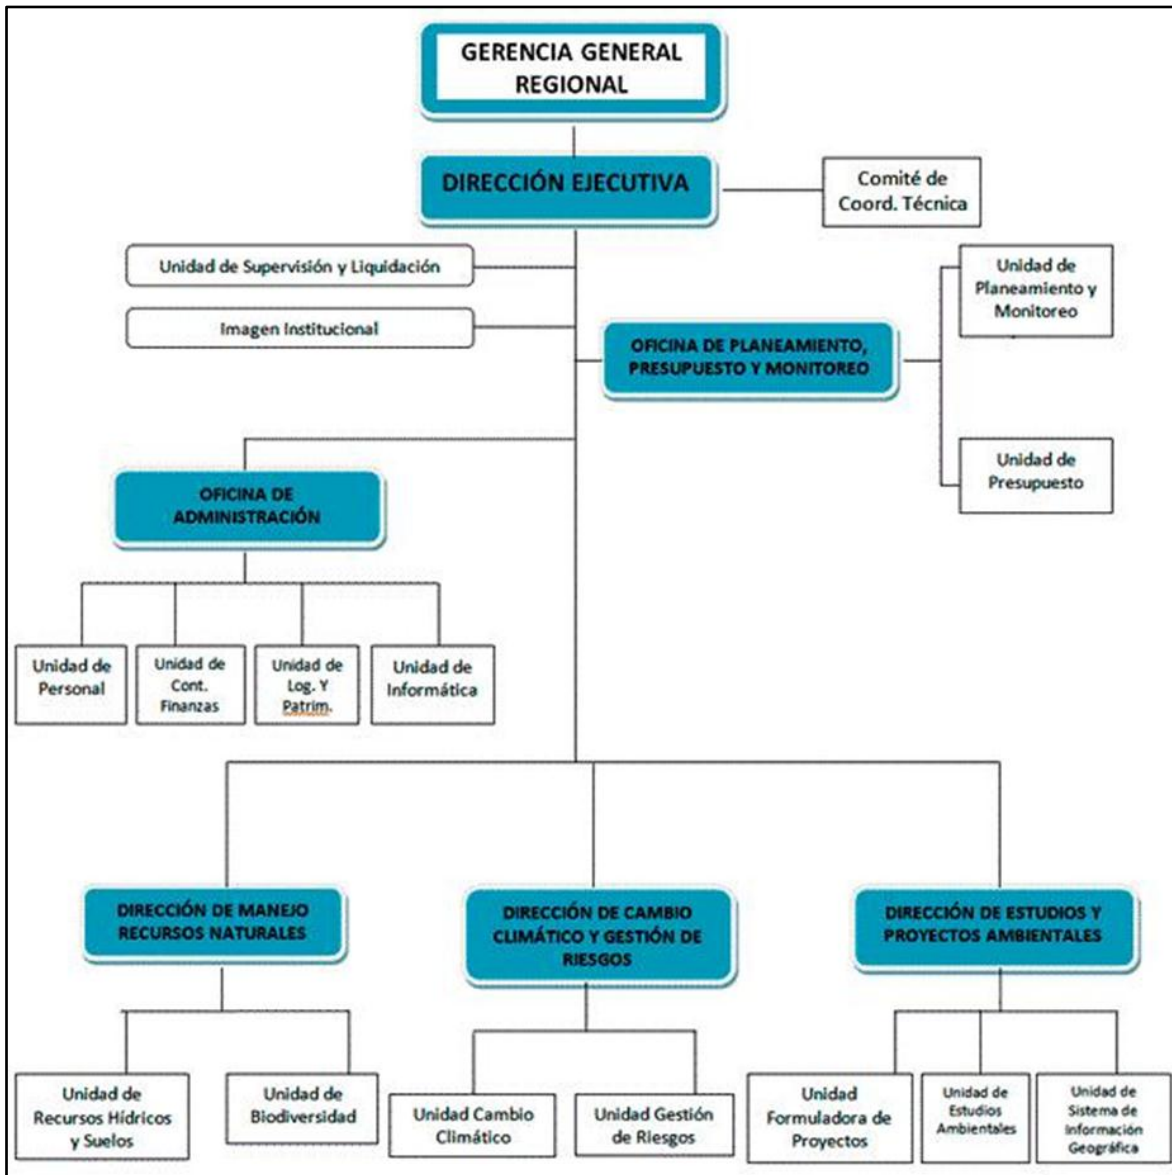 GERENCIA GENERAL
REGIONAL
DIRECCIÓN EJECUTIVA
Comité de
Coord. Técnica
Unidad de Supervisión y Liquidación
Imagen Institucional
OFICINA DE PLANEAMIENTO,
PRESUPUESTO Y MONITOREO
Unidad de
Planeamiento y
Monitoreo
Unidad de
Presupuesto
OFICINA DE
ADMINISTRACIÓN
Unidad de
Personal
Unidad de
Cont.
Finanzas
Unidad de
Log. Y
Patrim.
Unidad de
Informática
DIRECCIÓN DE MANEJO
RECURSOS NATURALES
DIRECCIÓN DE CAMBIO
CLIMÁTICO Y GESTIÓN DE
RIESGOS
DIRECCIÓN DE ESTUDIOS Y
PROYECTOS AMBIENTALES
Unidad de
Recursos Hídricos
y Suelos
Unidad de
Biodiversidad
Unidad Cambio
Climático
Unidad Gestión
de Riesgos
Unidad
Formuladora de
Proyectos
Unidad de
Estudios
Ambientales
Unidad de
Sistema de
Información
Geográfica